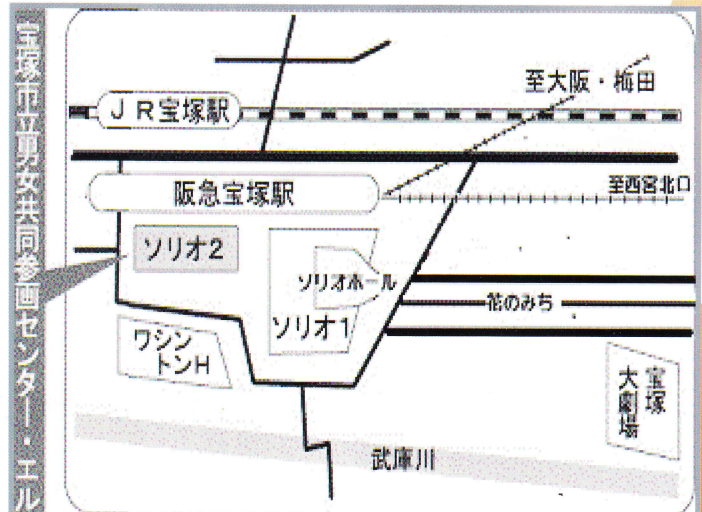 宝塚市立男女共同参画センター・エル
至大阪・梅田
JR宝塚駅
阪急宝塚駅
至西宮北口
ソリオ2
ソリオホール
ソリオ1
花のみち
ワシン
トンH
宝塚
大劇場
武庫川